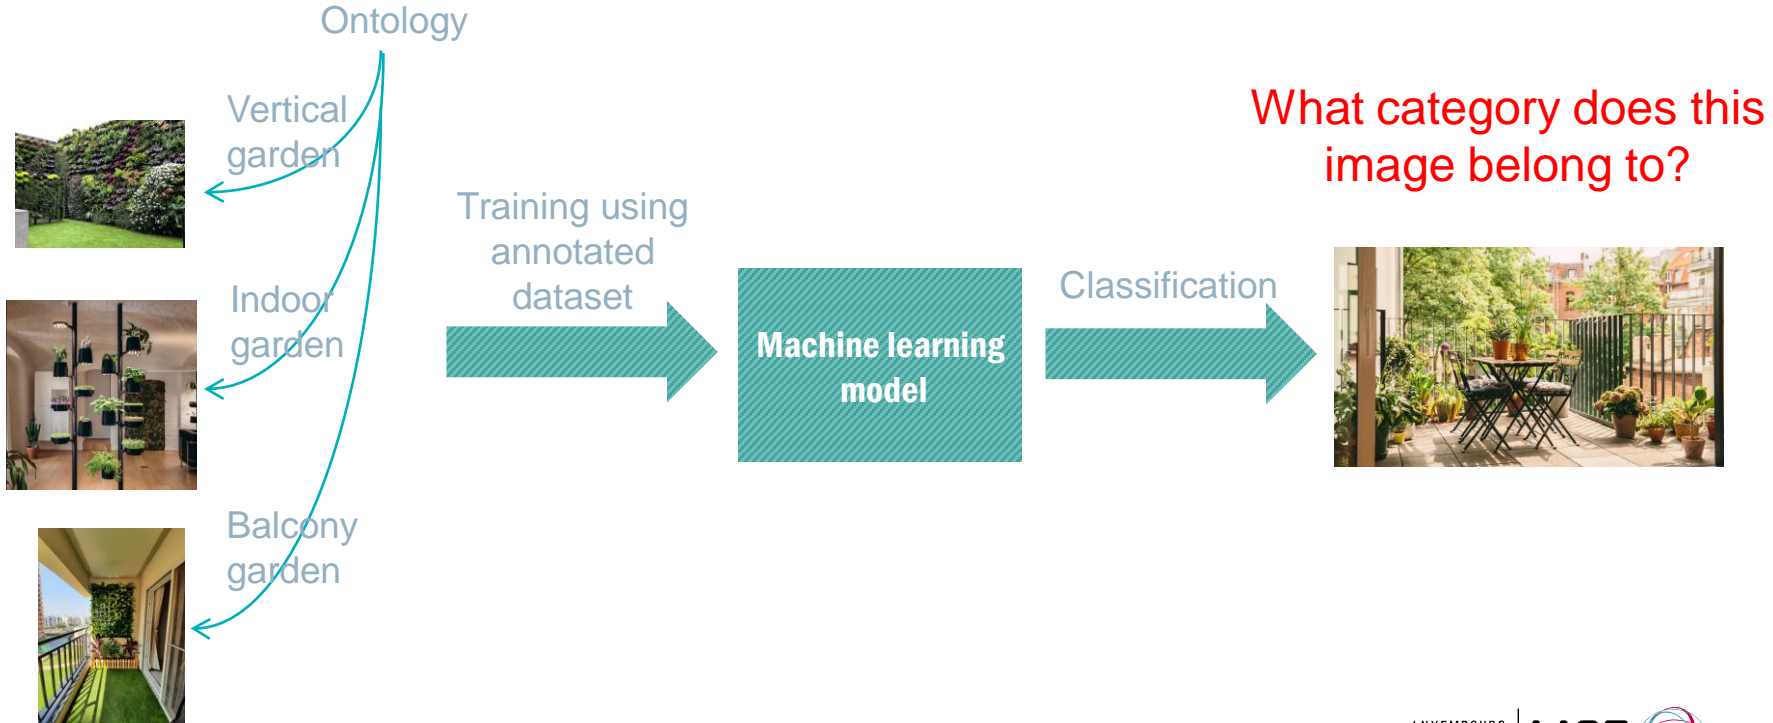 Ontology
Vertical
garden
Indoor
garden
Balcony
garden
Training using
annotated
dataset
Machine learning
model
Classification
What category does this
image belong to?